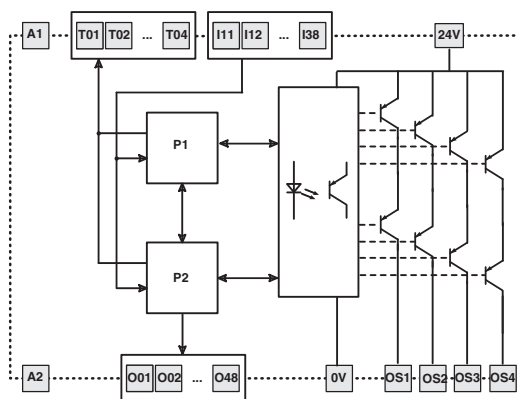 A1 T01 T02 ... T04 I11 I12 ... I38 24V
P1
P2
A2 O01 O02 ... O48 0V OS1 OS2 OS3 OS4